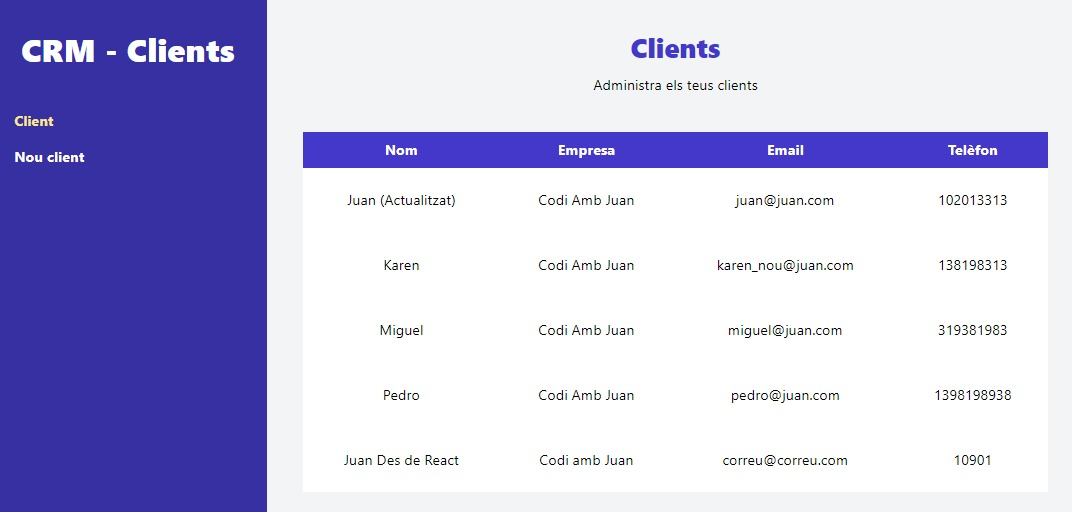 CRM - Clients
Client
Nou client
Clients
Administra els teus clients
Nom Empresa Email Telèfon
Juan (Actualitzat) Codi Amb Juan juan@juan.com 102013313
Karen Codi Amb Juan karen_nou@juan.com 138198313
Miguel Codi Amb Juan miguel@juan.com 319381983
Pedro Codi Amb Juan pedro@juan.com 1398198938
Juan Des de React Codi amb Juan correu@correu.com 10901